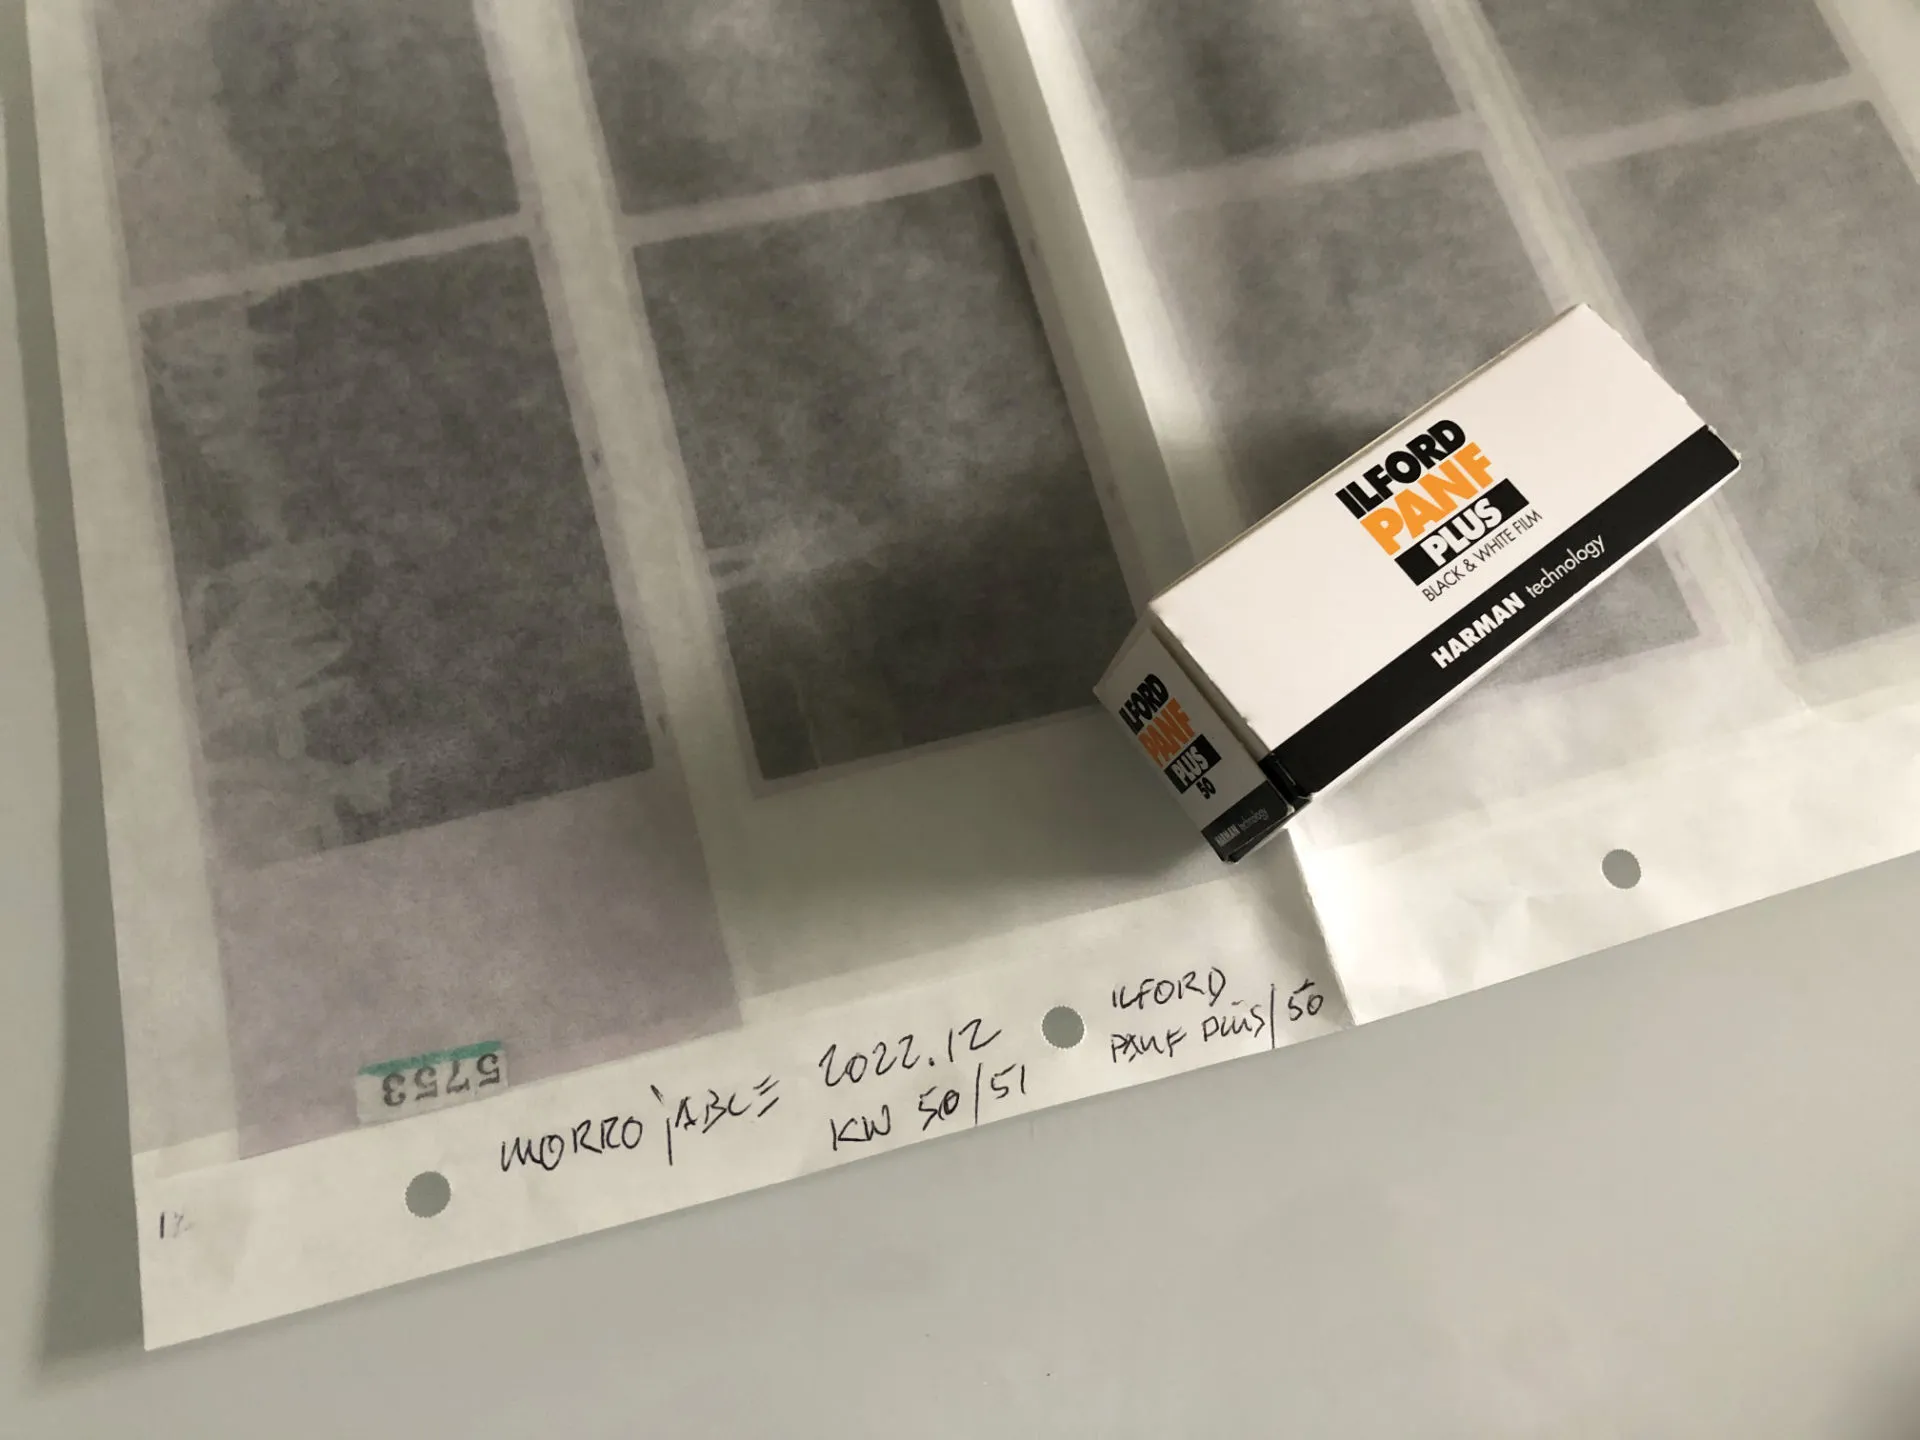 ILFORD
PANF
PLUS
BLACK & WHITE FILM
HARMAN technology
ILFORD
PANF
PLUS
50
HARMAN technology
5753
MORRO JABLE
2022.12
KW 50/51
ILFORD
PANF PLUS/50